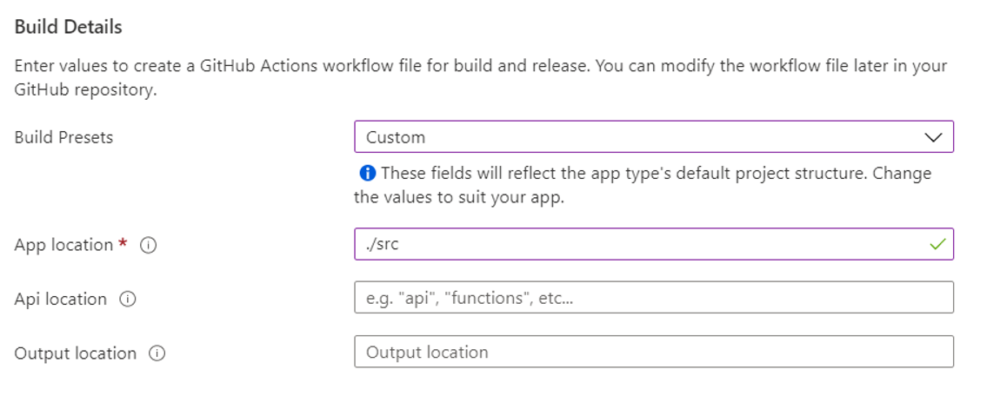 Build Details
Enter values to create a GitHub Actions workflow file for build and release. You can modify the workflow file later in your
GitHub repository.
Build Presets
Custom
These fields will reflect the app type's default project structure. Change
the values to suit your app.
App location *
./src
Api location
e.g. "api", "functions", etc...
Output location
Output location